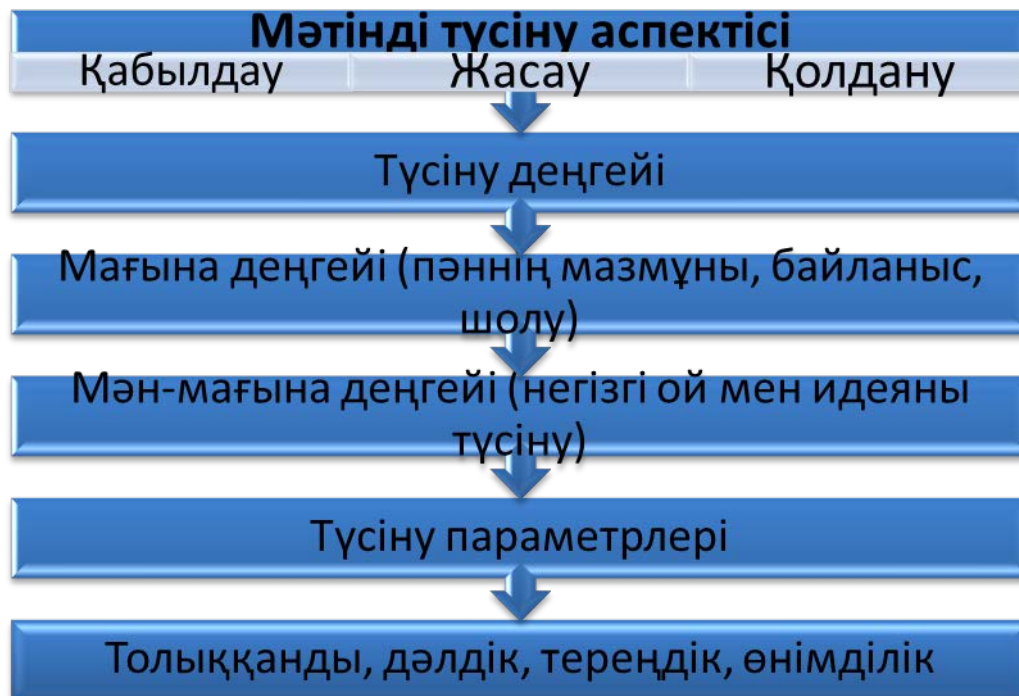 Мәтінді түсіну аспектісі
Қабылдау Жасау Қолдану
Түсіну деңгейі
Мағына деңгейі (пәннің мазмұны, байланыс,
шолу)
Мән-мағына деңгейі (негізгі ой мен идеяны
түсіну)
Түсіну параметрлері
Толыққанды, дәлдік, тереңдік, өнімділік